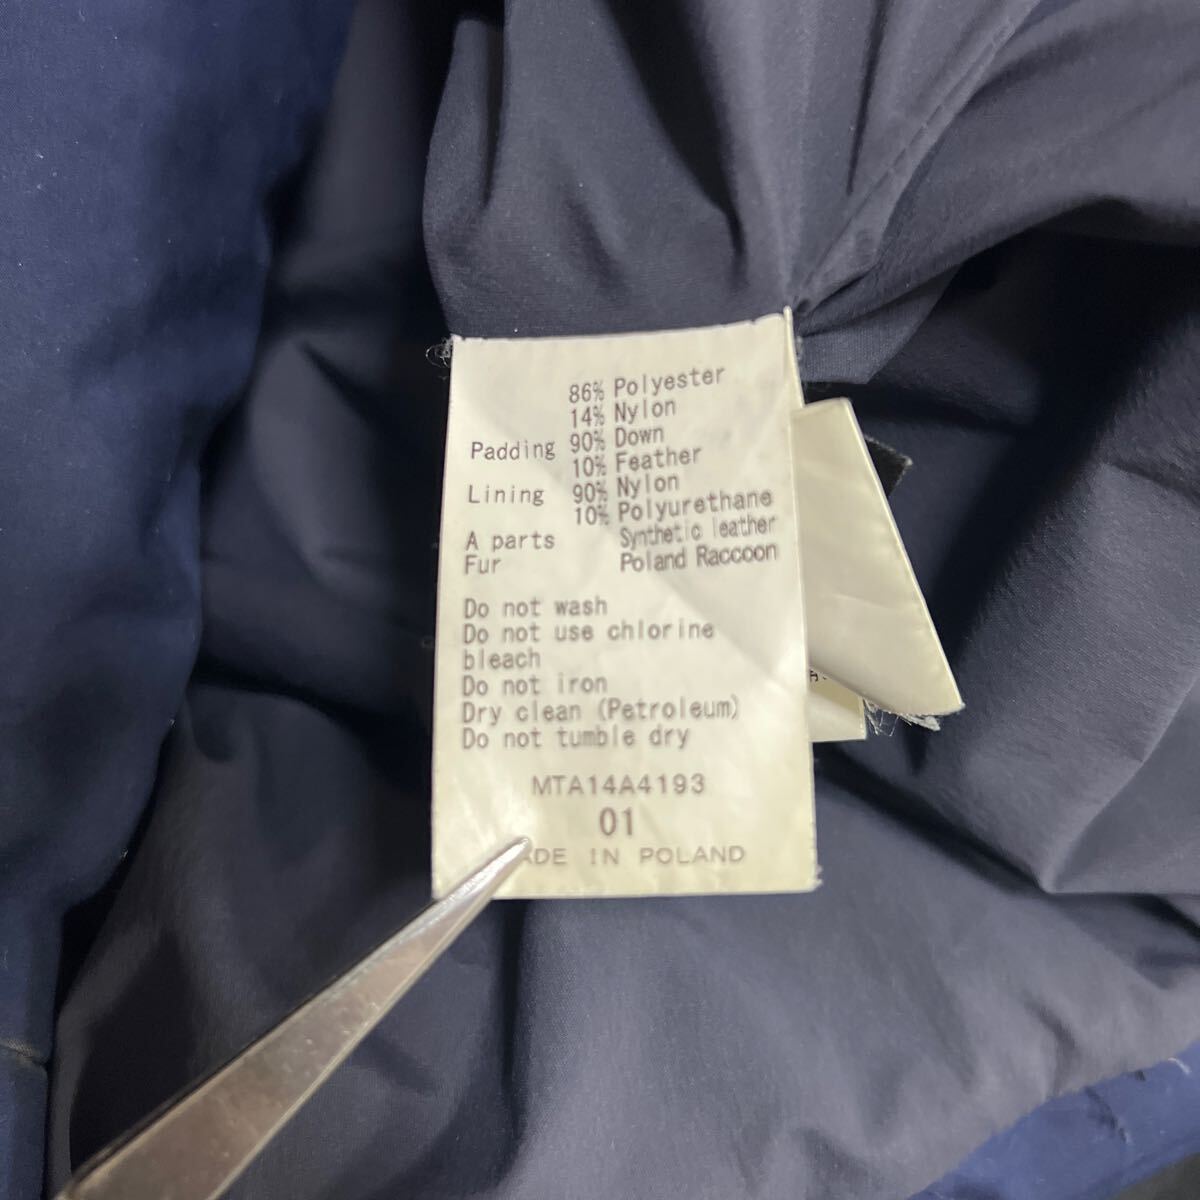 86% Polyester
14% Nylon
Padding 90% Down
10% Feather
Lining 90% Nylon
10% Polyurethane
A parts Synthetic leather
Fur Poland Raccoon
Do not wash
Do not use chlorine
bleach
Do not iron
Dry clean (Petroleum)
Do not tumble dry
MTA14A4193
01
ADE IN POLAND